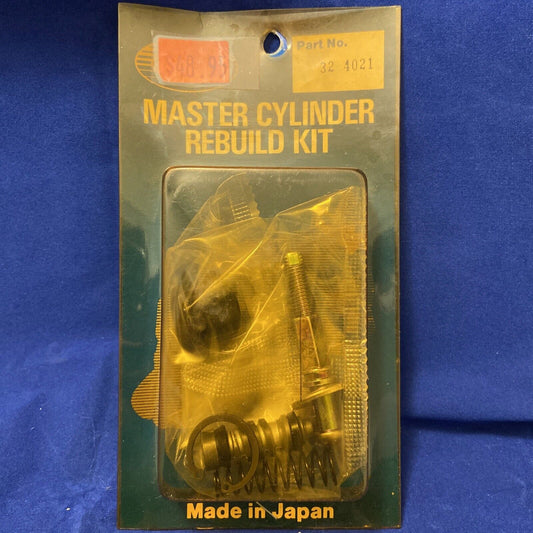 Part No.
32 4021
MASTER CYLINDER
REBUILD KIT
Made in Japan